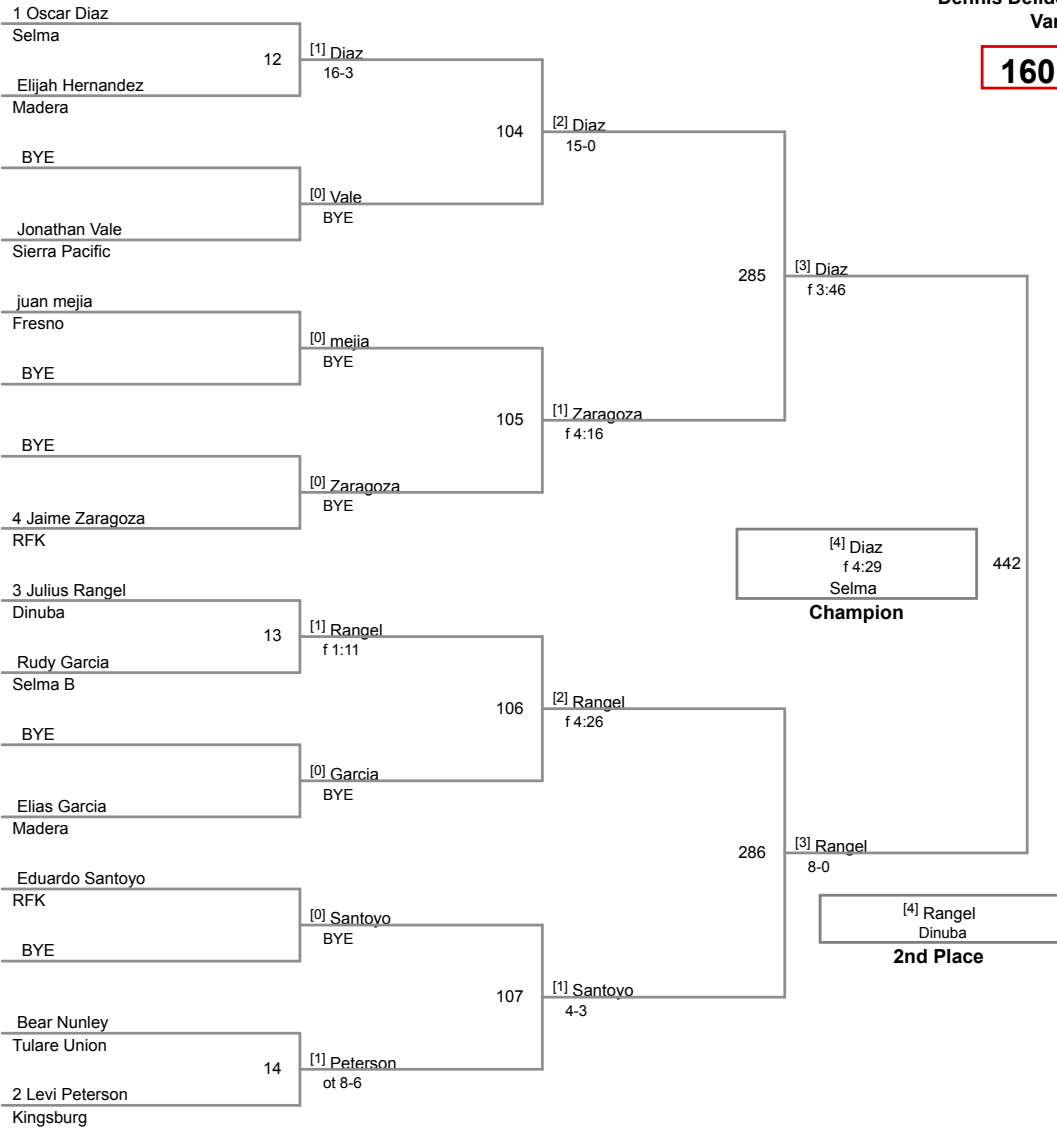 1 Oscar Diaz
Selma
12
Elijah Hernandez
Madera
[1] Diaz
16-3
BYE
Jonathan Vale
Sierra Pacific
[0] Vale
BYE
104
[2] Diaz
15-0
juan mejia
Fresno
BYE
[0] mejia
BYE
BYE
4 Jaime Zaragoza
RFK
[0] Zaragoza
BYE
105
[1] Zaragoza
f 4:16
285
[3] Diaz
f 3:46
3 Julius Rangel
Dinuba
13
Rudy Garcia
Selma B
[1] Rangel
f 1:11
BYE
Elias Garcia
Madera
[0] Garcia
BYE
106
[2] Rangel
f 4:26
Eduardo Santoyo
RFK
BYE
[0] Santoyo
BYE
Bear Nunley
Tulare Union
14
2 Levi Peterson
Kingsburg
[1] Peterson
ot 8-6
107
[1] Santoyo
4-3
286
[3] Rangel
8-0
442
[4] Diaz
f 4:29
Selma
Champion
[4] Rangel
Dinuba
2nd Place
Dennis
160